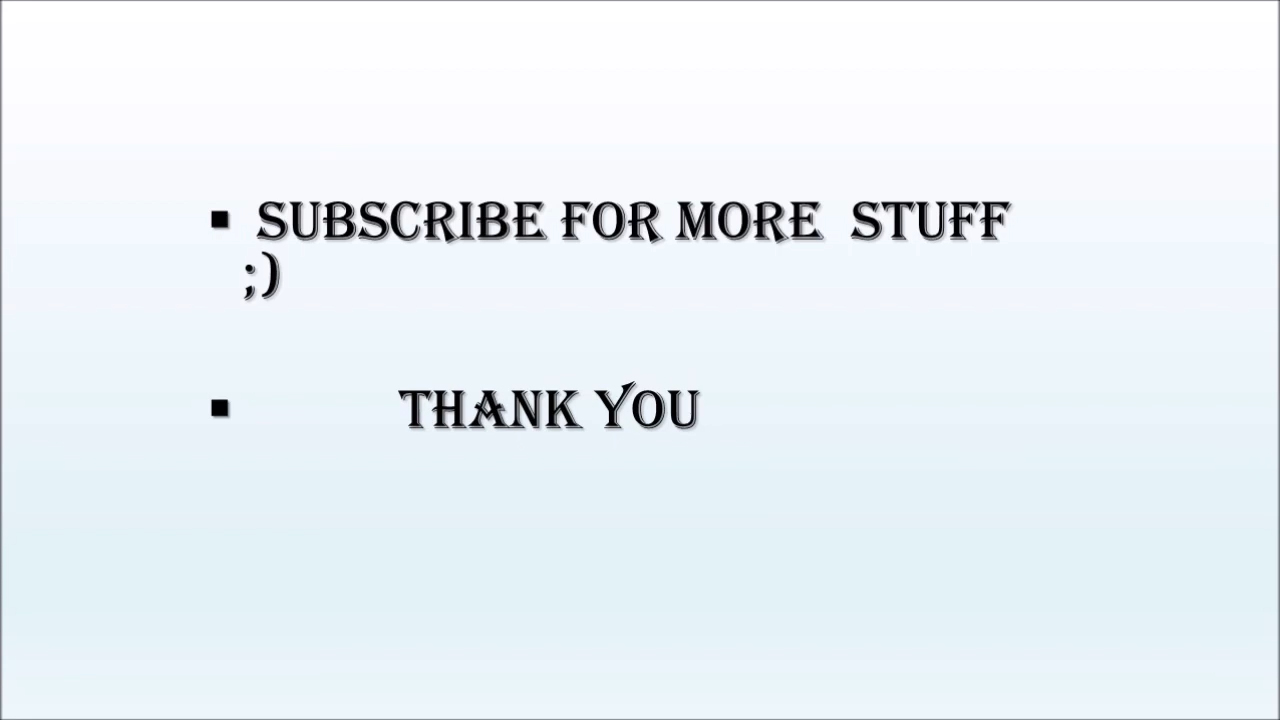 ▪ SUBSCRIBE FOR MORE STUFF
;)
▪ THANK YOU